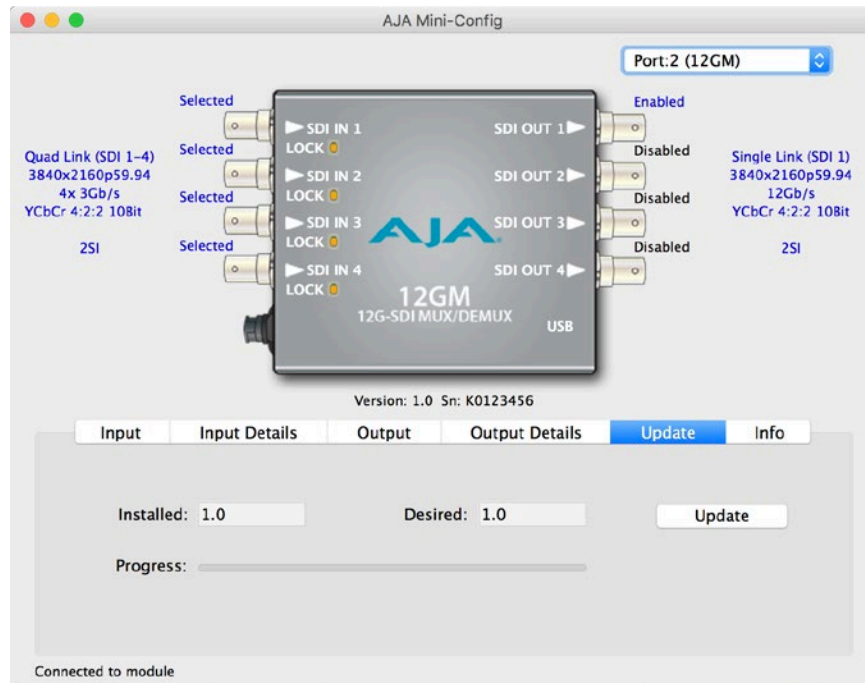 AJA Mini-Config
Port:2 (12GM)
Selected
Selected
Selected
Selected
Quad Link (SDI 1-4)
3840x2160p59.94
4x 3Gb/s
YCbCr 4:2:2 10Bit
2SI
SDI IN 1
LOCK
SDI IN 2
LOCK
SDI IN 3
LOCK
SDI IN 4
LOCK
AJA
12GM
12G-SDI MUX/DEMUX
USB
SDI OUT 1
SDI OUT 2
SDI OUT 3
SDI OUT 4
Enabled
Disabled
Disabled
Disabled
Single Link (SDI 1)
3840x2160p59.94
12Gb/s
YCbCr 4:2:2 10Bit
2SI
Version: 1.0 Sn: K0123456
Input Input Details Output Output Details Update Info
Installed: 1.0 Desired: 1.0 Update
Progress:
Connected to module